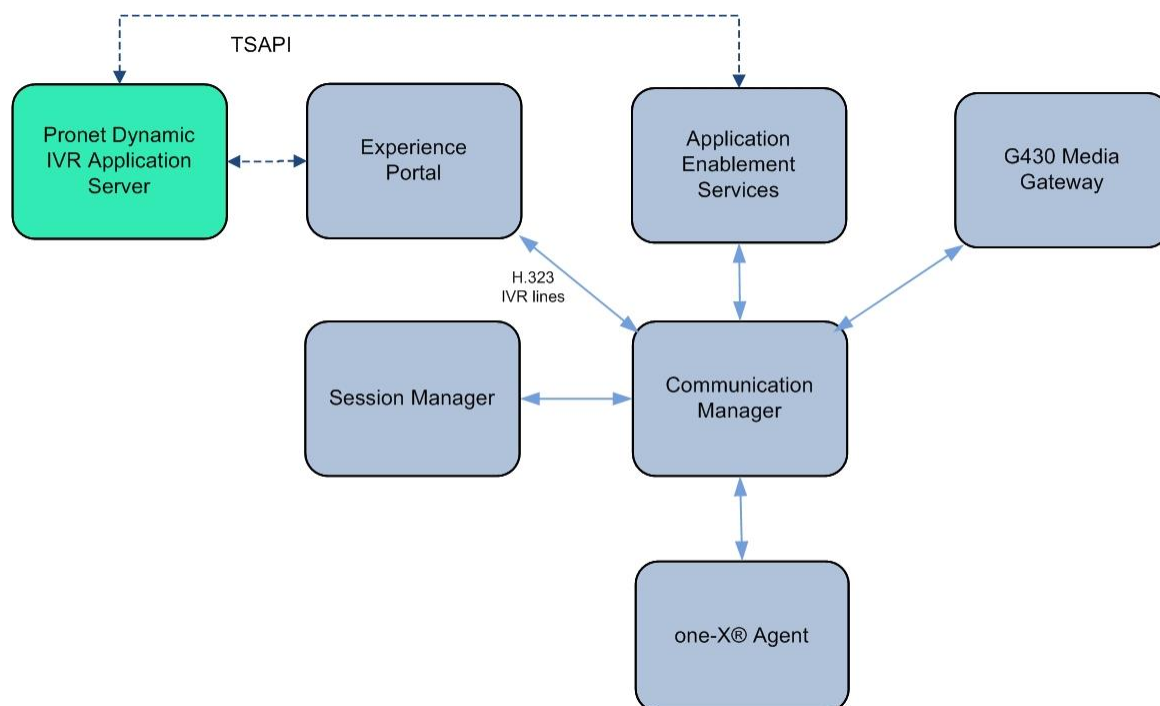 TSAPI
Pronet Dynamic
IVR Application
Server
Experience
Portal
Application
Enablement
Services
G430 Media
Gateway
H.323
IVR lines
Session Manager
Communication
Manager
one-X® Agent